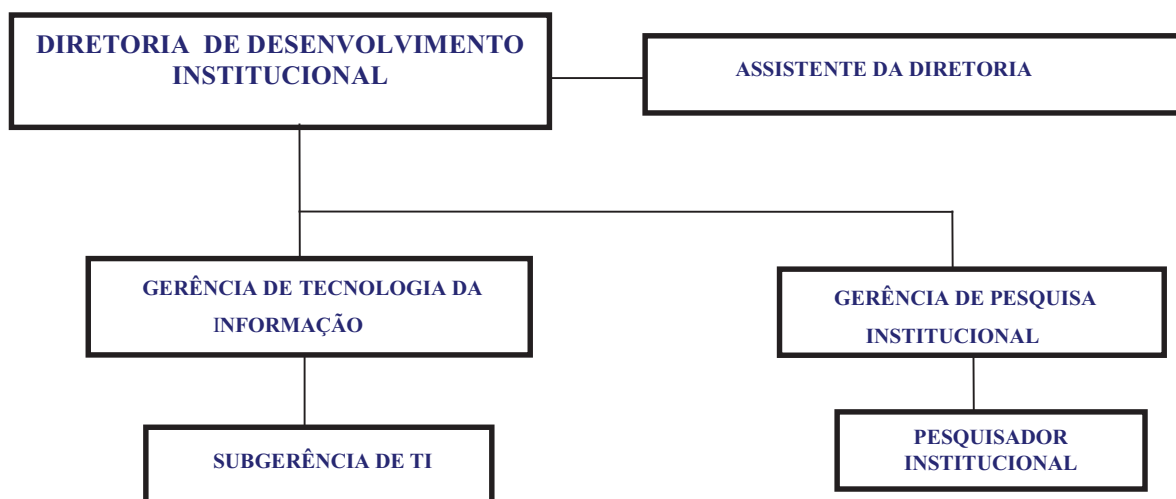 DIRETORIA DE DESENVOLVIMENTO
INSTITUCIONAL
ASSISTENTE DA DIRETORIA
GERÊNCIA DE TECNOLOGIA DA
INFORMAÇÃO
GERÊNCIA DE PESQUISA
INSTITUCIONAL
SUBGERÊNCIA DE TI
PESQUISADOR
INSTITUCIONAL